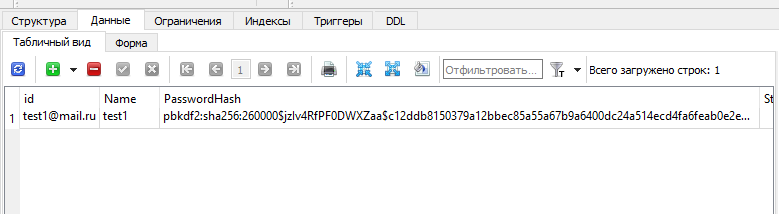 Структура Данные Ограничения Индексы Триггеры DDL
Табличный вид Форма
1 Отфильтровать... Всего загружено строк: 1
id Name PasswordHash St
1 test1@mail.ru test1 pbkdf2:sha256:260000$jzlv4RfPF0DWXZaa$c12ddb8150379a12bbec85a55a67b9a6400dc24a514ecd4fa6feab0e2e...